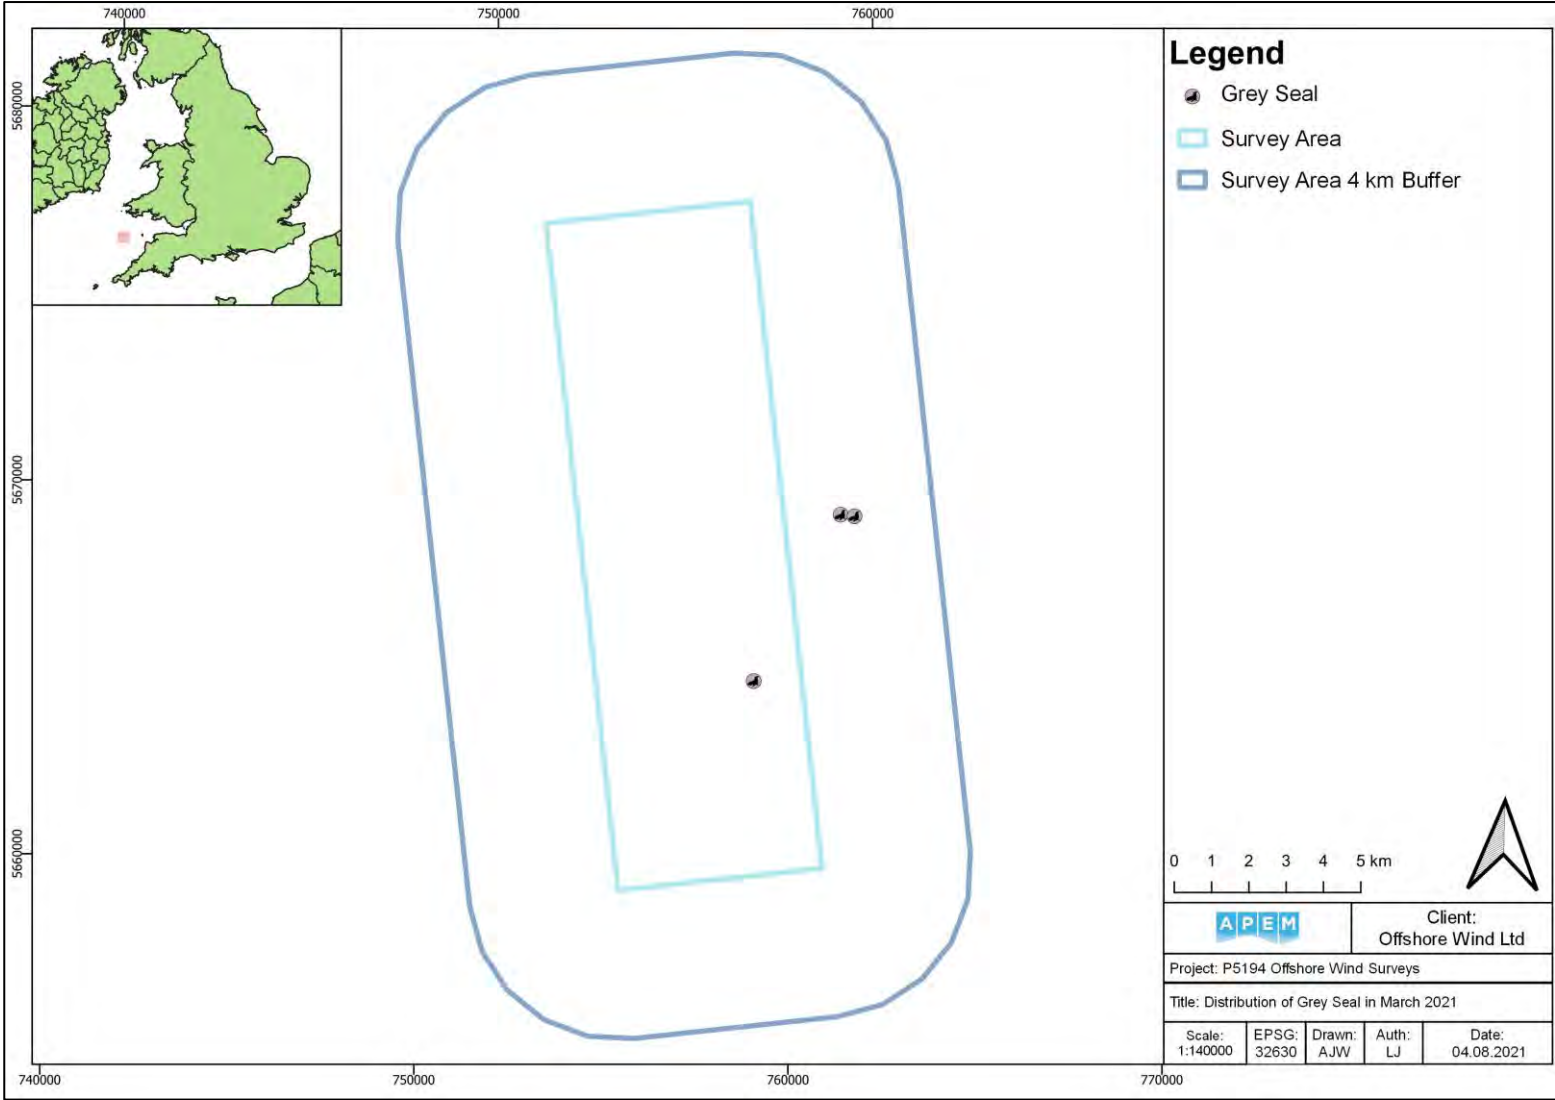 740000
750000
760000
5680000
5670000
5660000
740000
750000
760000
770000
Legend
Grey Seal
Survey Area
Survey Area 4 km Buffer
0 1 2 3 4 5 km
APEM
Client:
Offshore Wind Ltd
Project: P5194 Offshore Wind Surveys
Title: Distribution of Grey Seal in March 2021
Scale:
1:140000
EPSG:
32630
Drawn:
AJW
Auth:
LJ
Date:
04.08.2021